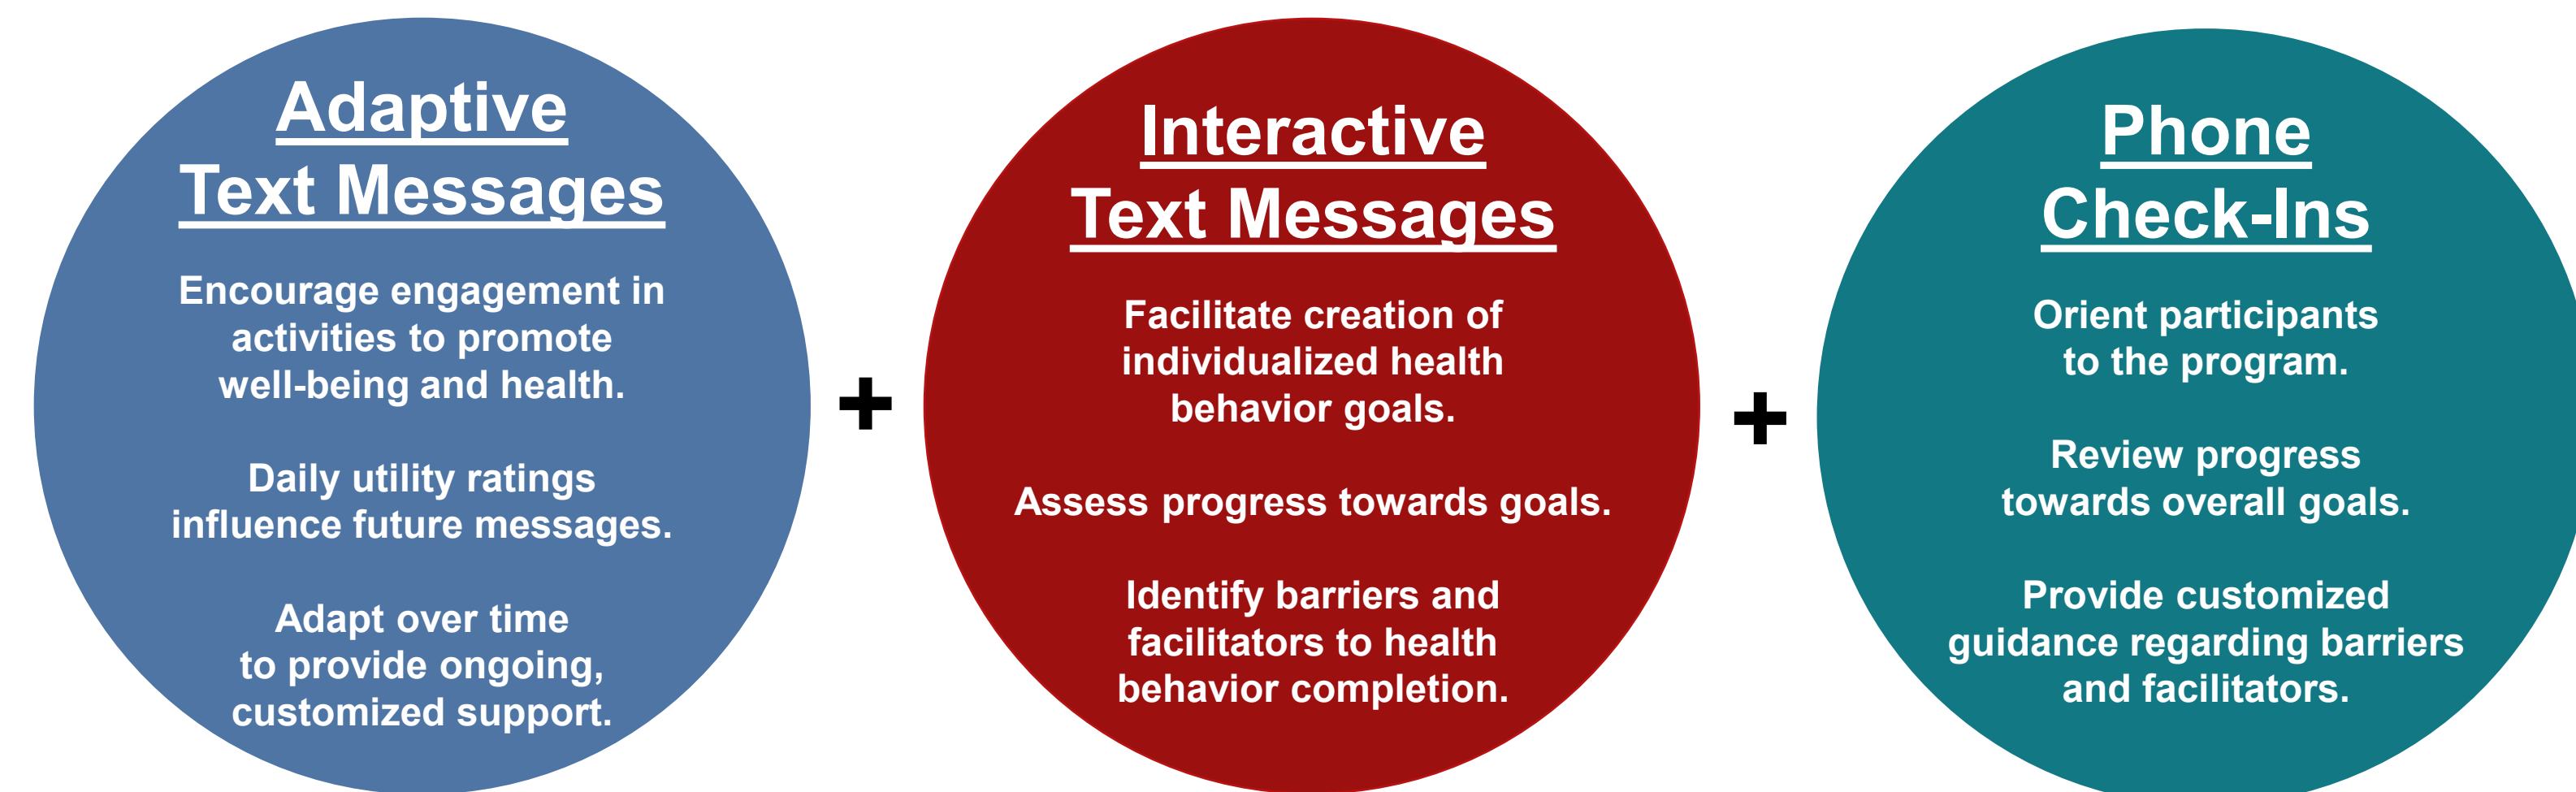 Adaptive
Text Messages
Encourage engagement in
activities to promote
well-being and health.
Daily utility ratings
influence future messages.
Adapt over time
to provide ongoing,
customized support.
+
Interactive
Text Messages
Facilitate creation of
individualized health
behavior goals.
Assess progress towards goals.
Identify barriers and
facilitators to health
behavior completion.
+
Phone
Check-Ins
Orient participants
to the program.
Review progress
towards overall goals.
Provide customized
guidance regarding barriers
and facilitators.